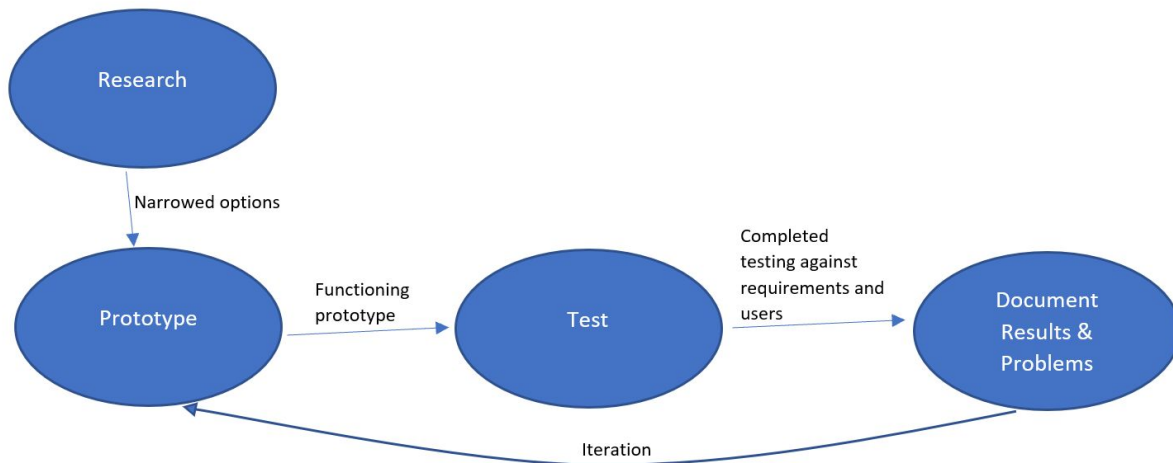 Research
Narrowed options
Prototype
Functioning
prototype
Test
Completed
testing against
requirements and
users
Document
Results &
Problems
Iteration